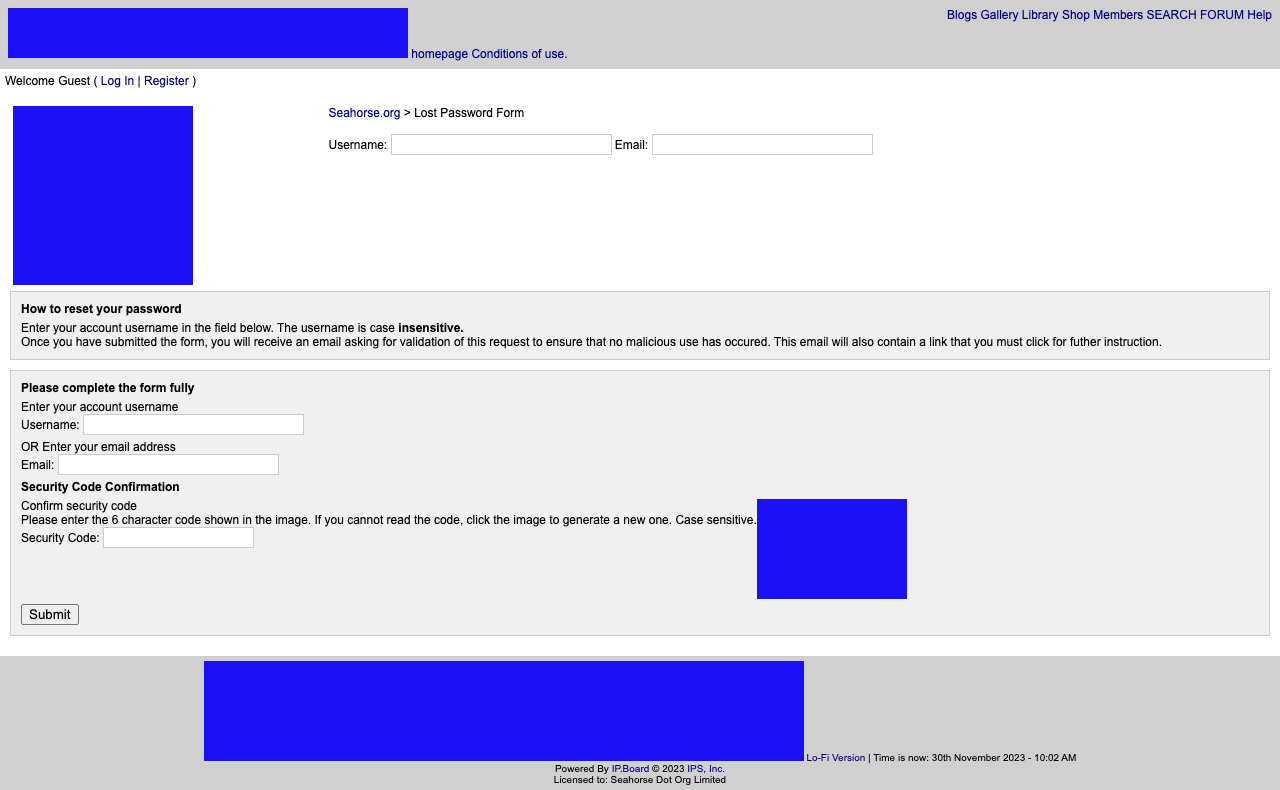 Blogs Gallery Library Shop Members SEARCH FORUM Help
homepage Conditions of use.
Welcome Guest ( Log In | Register )
Seahorse.org > Lost Password Form
Username: Email:
How to reset your password
Enter your account username in the field below. The username is case insensitive.
Once you have submitted the form, you will receive an email asking for validation of this request to ensure that no malicious use has occured. This email will also contain a link that you must click for futher instruction.
Please complete the form fully
Enter your account username
Username:
OR Enter your email address
Email:
Security Code Confirmation
Confirm security code
Please enter the 6 character code shown in the image. If you cannot read the code, click the image to generate a new one. Case sensitive.
Security Code:
Submit
Lo-Fi Version | Time is now: 30th November 2023 - 10:02 AM
Powered By IP.Board © 2023 IPS, Inc.
Licensed to: Seahorse Dot Org Limited